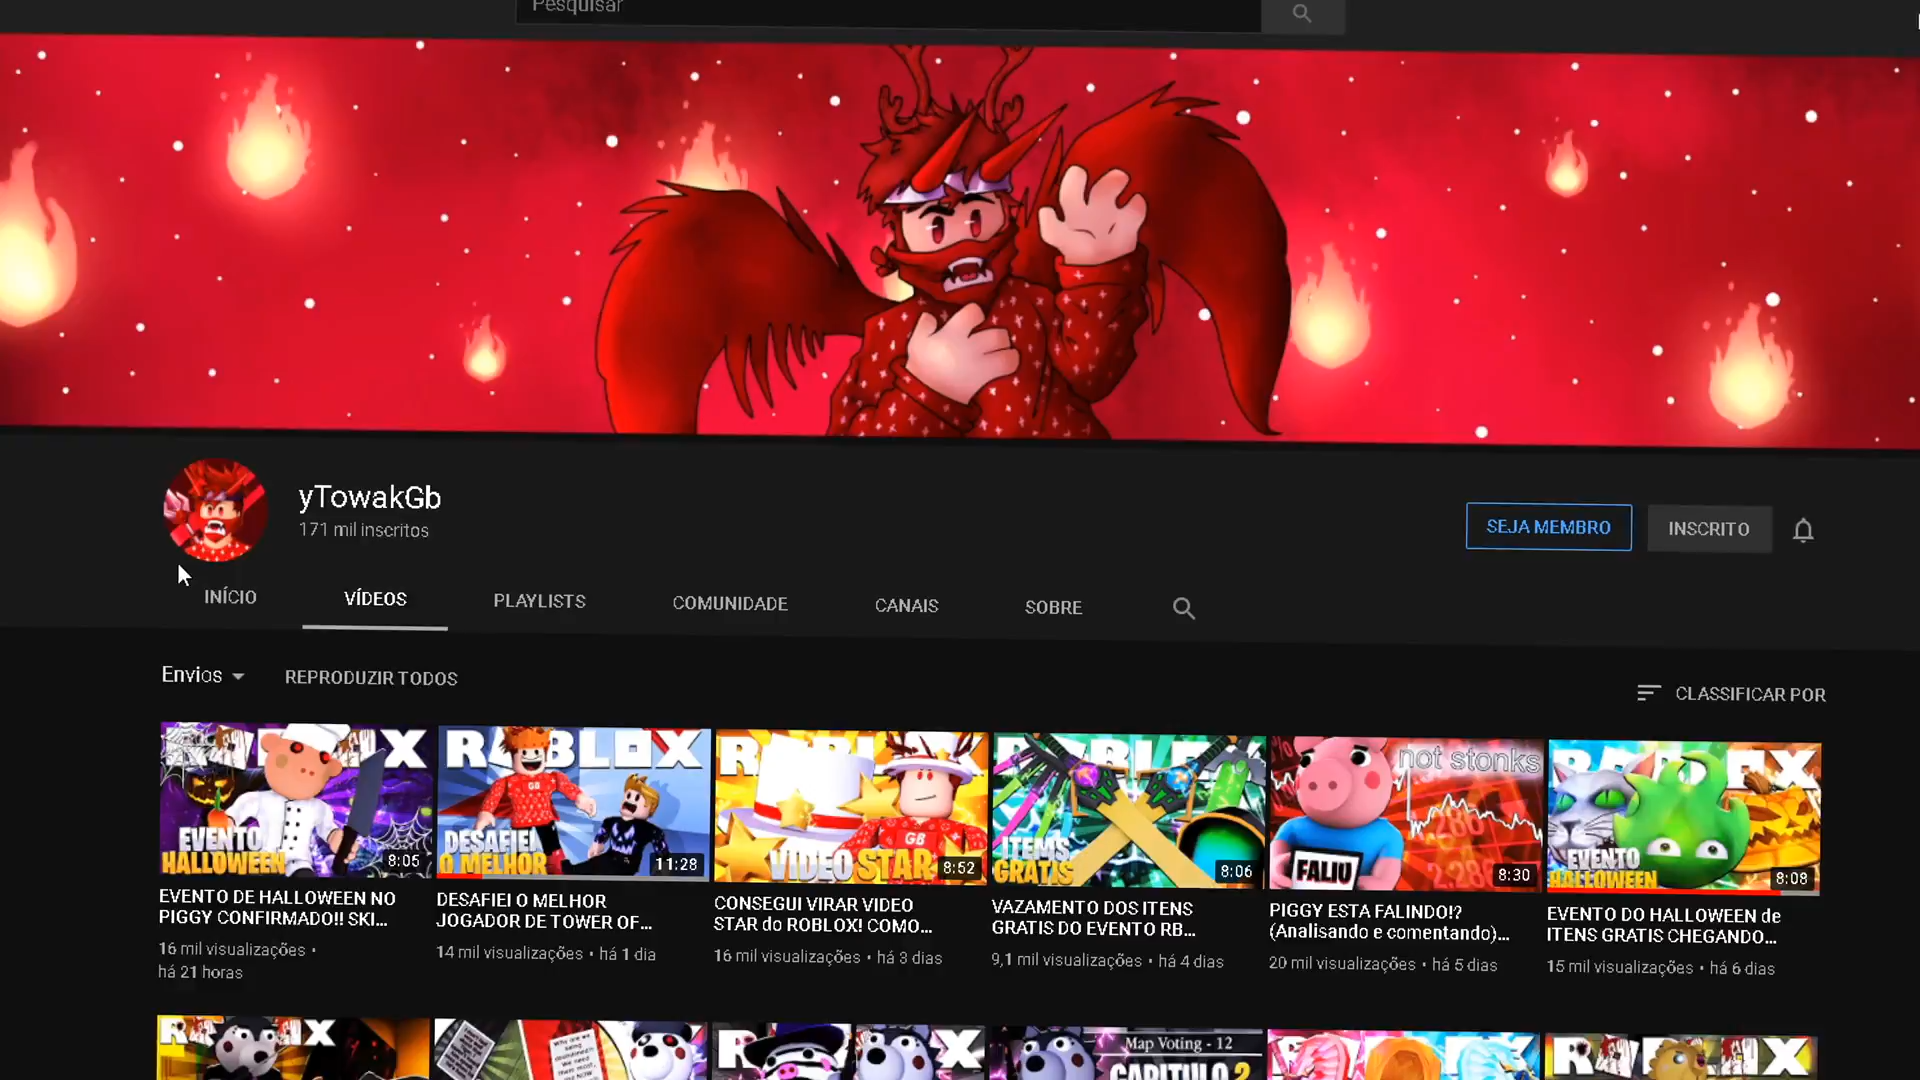 Pesquisar
yTowakGb
171 mil inscritos
SEJA MEMBRO
INSCRITO
INÍCIO
VÍDEOS
PLAYLISTS
COMUNIDADE
CANAIS
SOBRE
Envios
REPRODUZIR TODOS
CLASSIFICAR POR
EVENTO
HALLOWEEN
8:05
ROBLOX
GB
DESAFIEI
O MELHOR
11:28
GB
VIDEO STAR
8:52
ITEMS
GRATIS
8:06
not stonks
FALIU
8:30
EVENTO
HALLOWEEN
8:08
EVENTO DE HALLOWEEN NO
PIGGY CONFIRMADO!! SKI...
16 mil visualizações •
há 21 horas
DESAFIEI O MELHOR
JOGADOR DE TOWER OF...
14 mil visualizações • há 1 dia
CONSEGUI VIRAR VIDEO
STAR do ROBLOX! COMO...
16 mil visualizações • há 3 dias
VAZAMENTO DOS ITENS
GRATIS DO EVENTO RB...
9,1 mil visualizações • há 4 dias
PIGGY ESTA FALINDO!?
(Analisando e comentando)...
20 mil visualizações • há 5 dias
EVENTO DO HALLOWEEN de
ITENS GRATIS CHEGANDO...
15 mil visualizações • há 6 dias
Map Voting - 12
CAPITULO 2